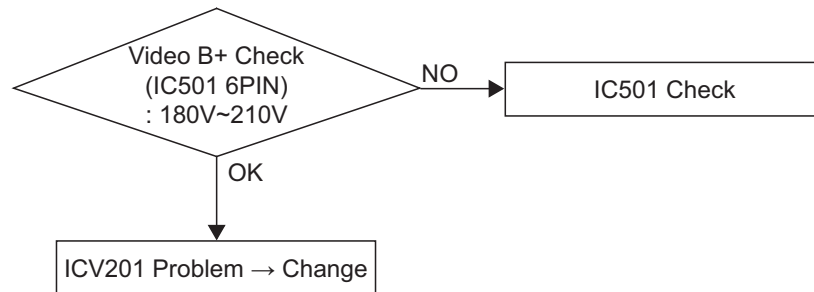 Video B+ Check
(IC501 6PIN)
: 180V~210V
NO
IC501 Check
OK
ICV201 Problem → Change